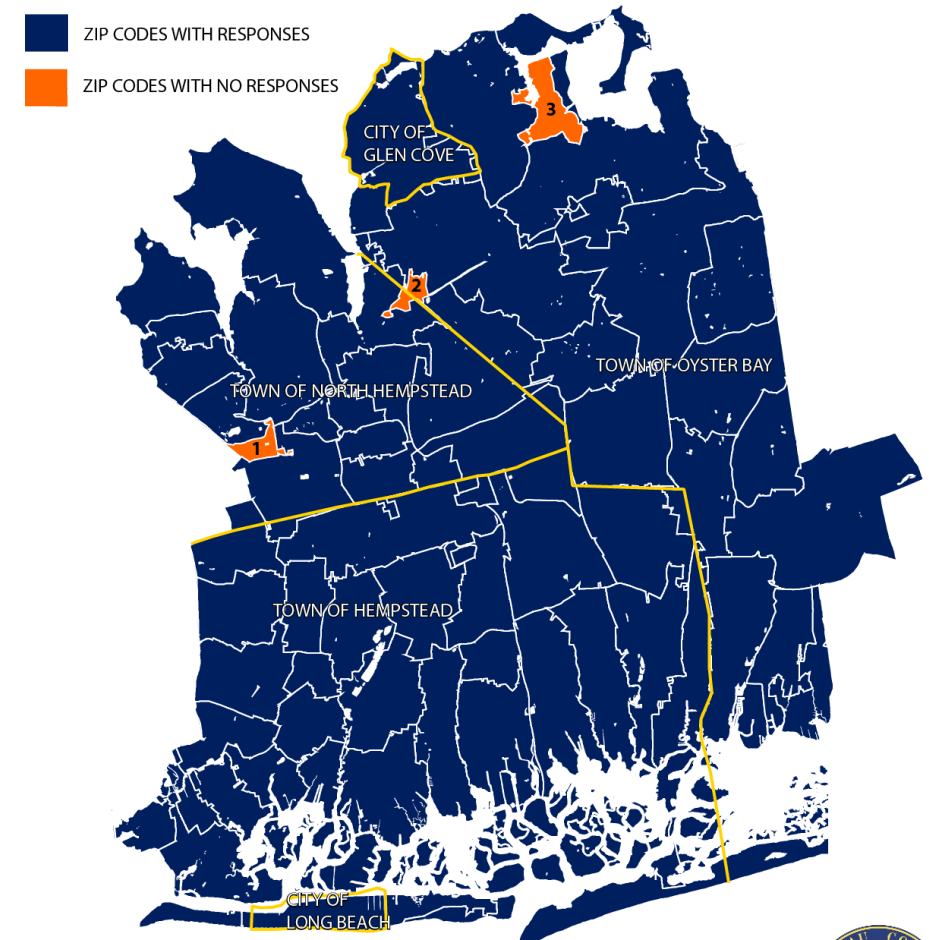 ZIP CODES WITH RESPONSES
ZIP CODES WITH NO RESPONSES
3
CITY OF
GLEN COVE
2
TOWN OF OYSTER BAY
TOWN OF NORTH HEMPSTEAD
1
TOWN OF HEMPSTEAD
CITY OF
LONG BEACH